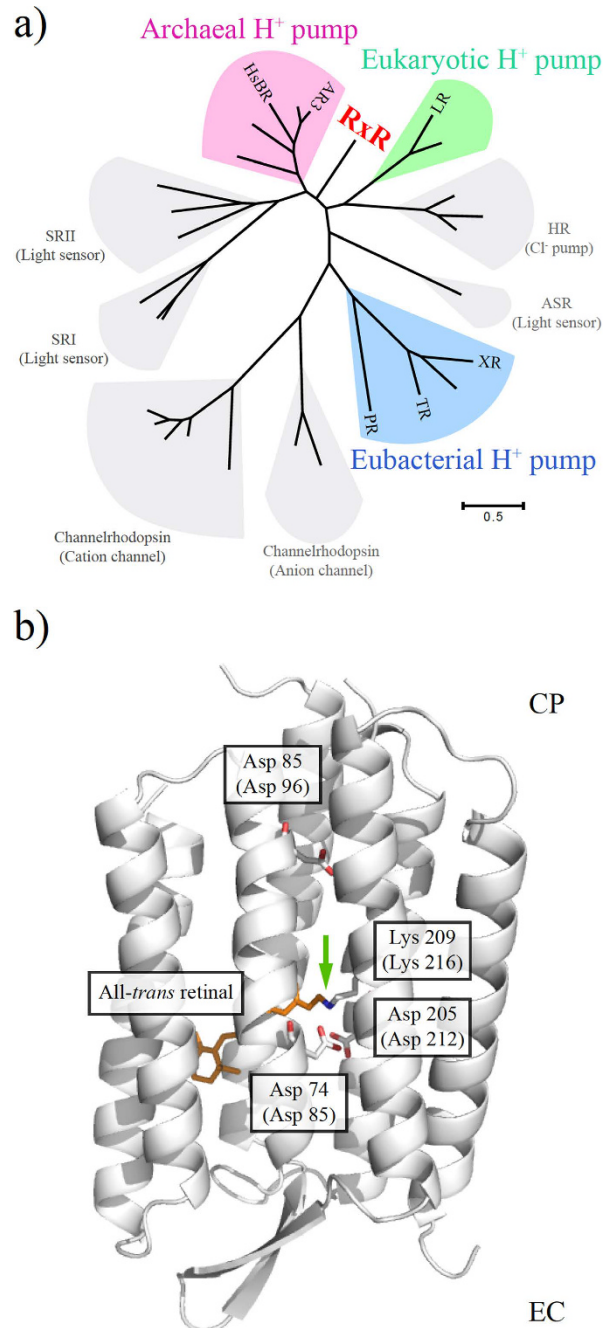 a)
Archaeal H⁺ pump
Eukaryotic H⁺ pump
HsBR
AR3
RxR
LR
SRII
(Light sensor)
HR
(Cl⁻ pump)
SRI
(Light sensor)
ASR
(Light sensor)
XR
TR
PR
Eubacterial H⁺ pump
0.5
Channelrhodopsin
(Cation channel)
Channelrhodopsin
(Anion channel)
b)
CP
Asp 85
(Asp 96)
Lys 209
(Lys 216)
All-trans retinal
Asp 205
(Asp 212)
Asp 74
(Asp 85)
EC